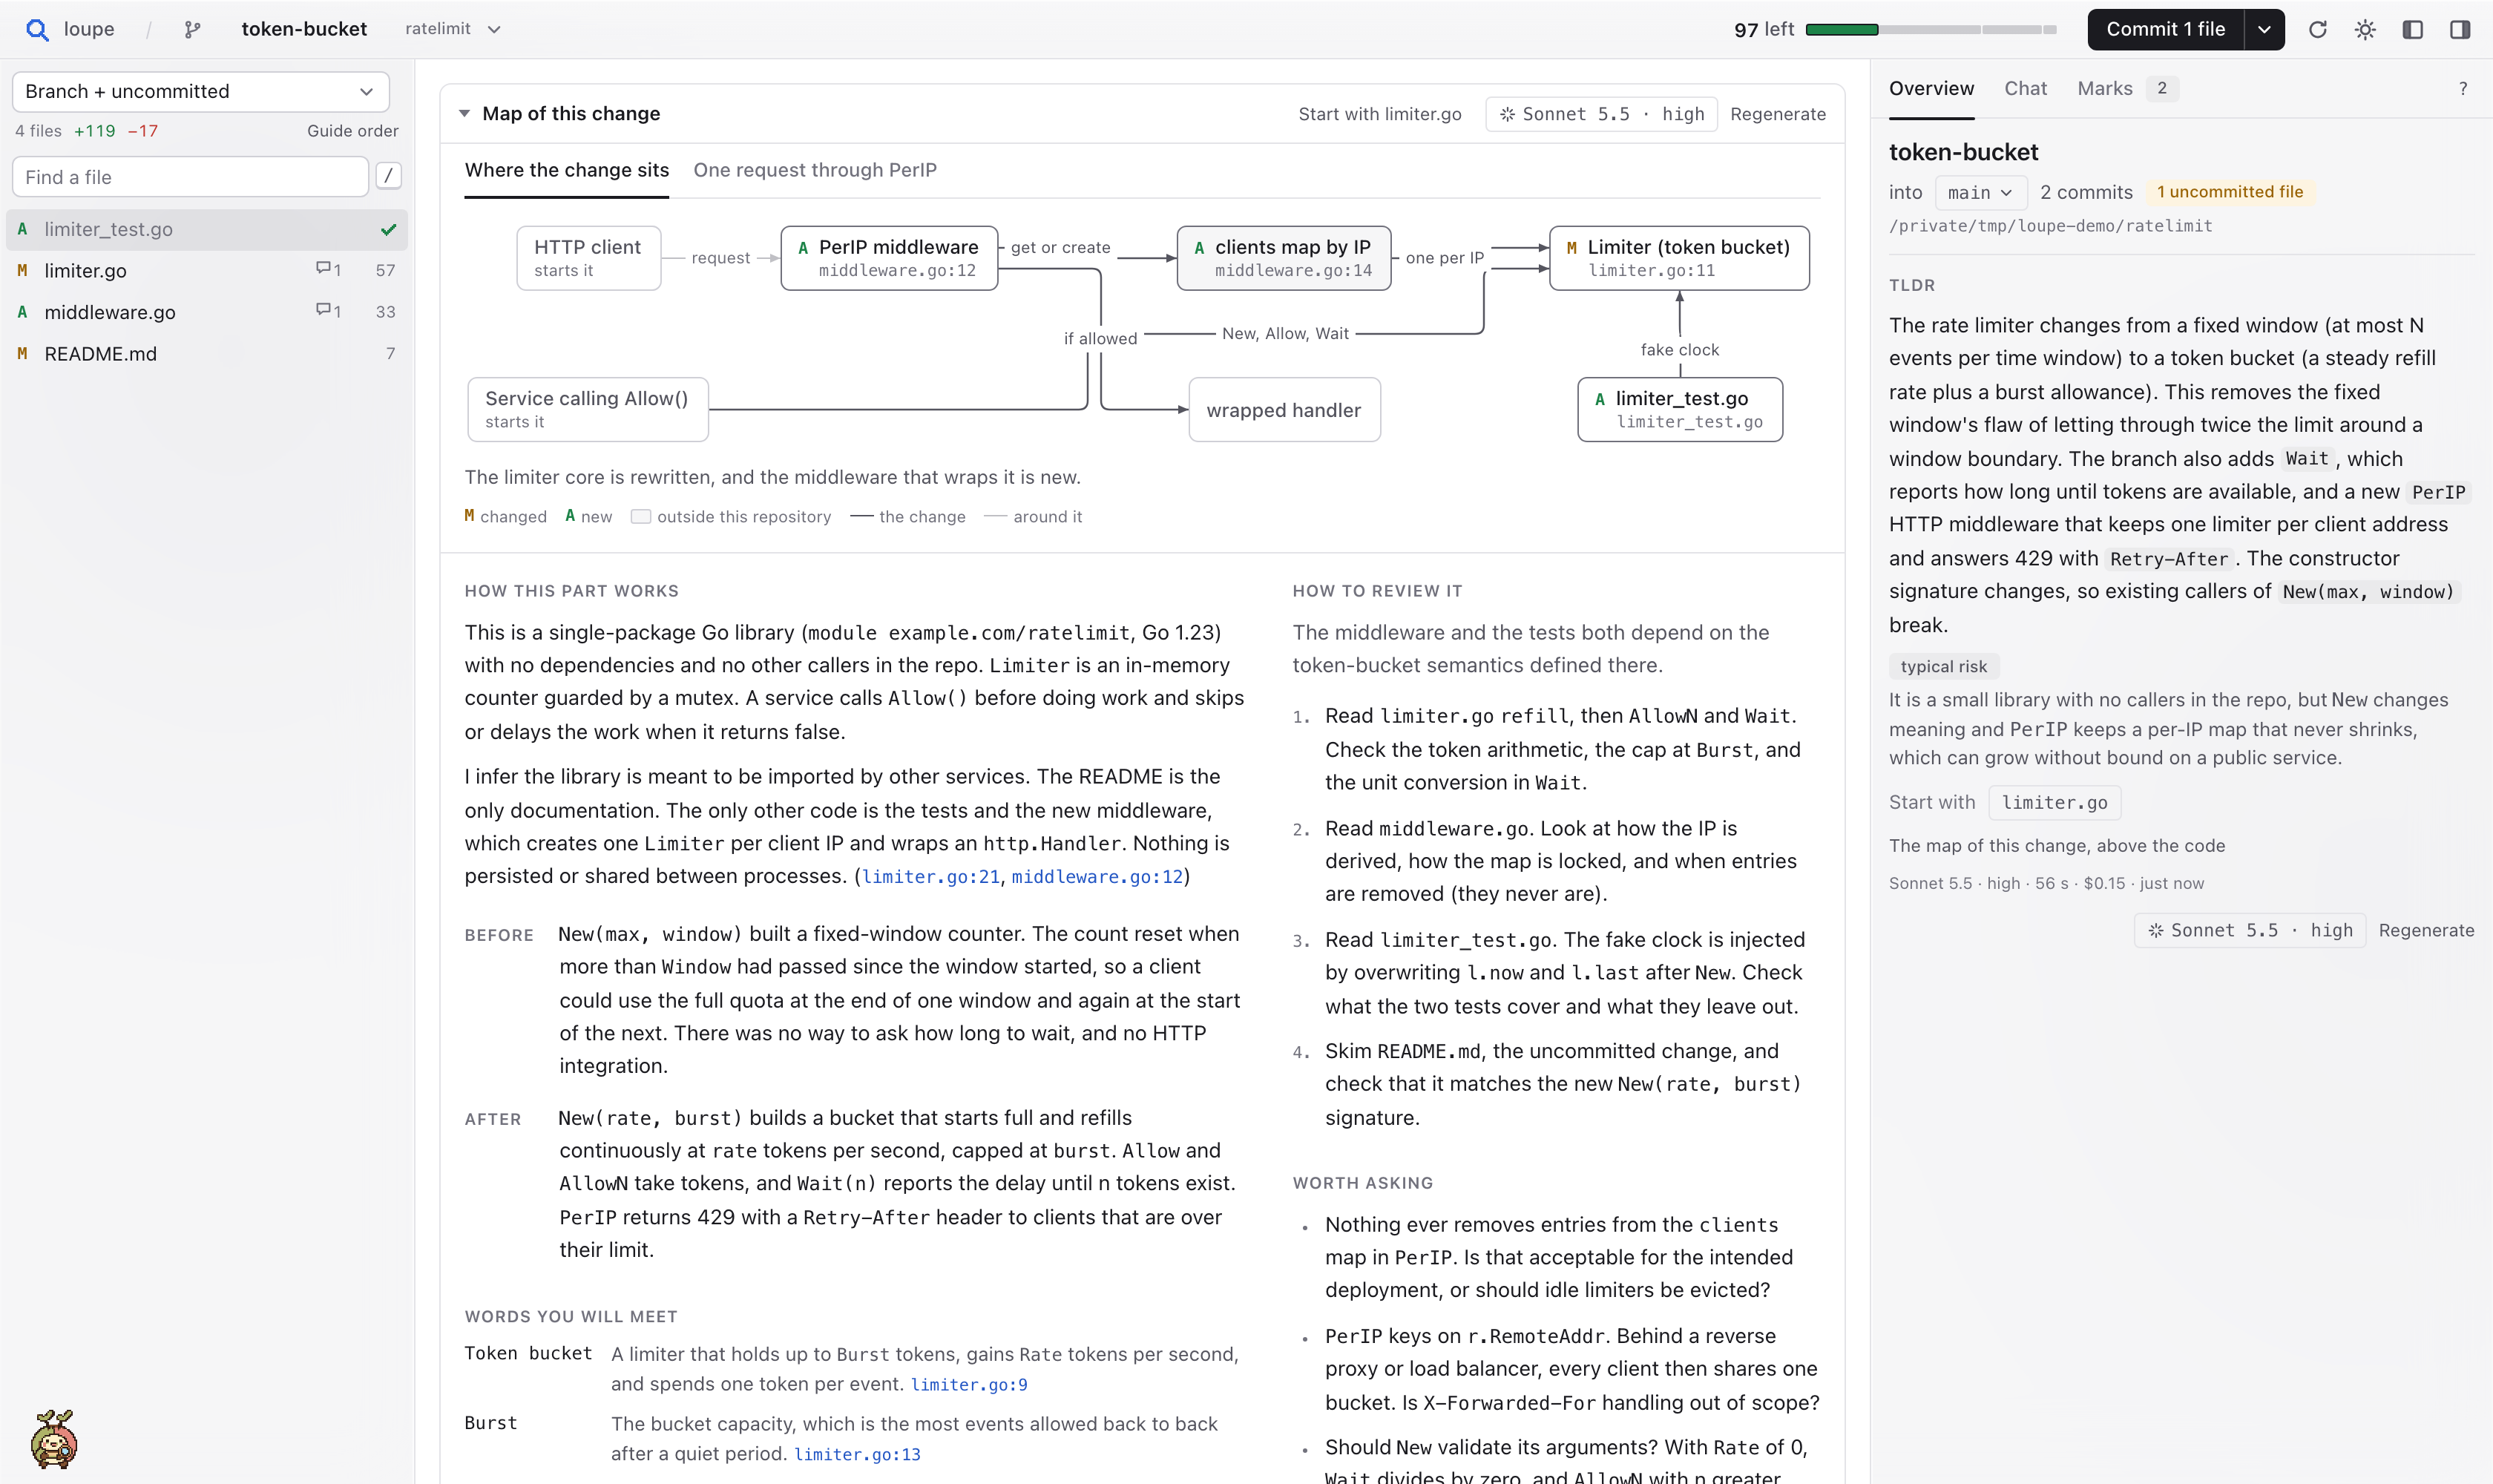 loupe / token-bucket ratelimit
97 left
Commit 1 file
Branch + uncommitted
4 files +119 −17 Guide order
Find a file /
A limiter_test.go
M limiter.go 1 57
A middleware.go 1 33
M README.md 7
Map of this change
Start with limiter.go Sonnet 5.5 · high Regenerate
Where the change sits One request through PerIP
HTTP client
starts it
request
A PerIP middleware
middleware.go:12
get or create
A clients map by IP
middleware.go:14
one per IP
M Limiter (token bucket)
limiter.go:11
if allowed
New, Allow, Wait
fake clock
Service calling Allow()
starts it
wrapped handler
A limiter_test.go
limiter_test.go
The limiter core is rewritten, and the middleware that wraps it is new.
M changed A new outside this repository the change around it
HOW THIS PART WORKS
This is a single-package Go library (module example.com/ratelimit, Go 1.23)
with no dependencies and no other callers in the repo. Limiter is an in-memory
counter guarded by a mutex. A service calls Allow() before doing work and skips
or delays the work when it returns false.
I infer the library is meant to be imported by other services. The README is the
only documentation. The only other code is the tests and the new middleware,
which creates one Limiter per client IP and wraps an http.Handler. Nothing is
persisted or shared between processes. (limiter.go:21, middleware.go:12)
BEFORE New(max, window) built a fixed-window counter. The count reset when
more than Window had passed since the window started, so a client
could use the full quota at the end of one window and again at the start
of the next. There was no way to ask how long to wait, and no HTTP
integration.
AFTER New(rate, burst) builds a bucket that starts full and refills
continuously at rate tokens per second, capped at burst. Allow and
AllowN take tokens, and Wait(n) reports the delay until n tokens exist.
PerIP returns 429 with a Retry-After header to clients that are over
their limit.
WORDS YOU WILL MEET
Token bucket A limiter that holds up to Burst tokens, gains Rate tokens per second,
and spends one token per event. limiter.go:9
Burst The bucket capacity, which is the most events allowed back to back
after a quiet period. limiter.go:13
HOW TO REVIEW IT
The middleware and the tests both depend on the
token-bucket semantics defined there.
1. Read limiter.go refill, then AllowN and Wait.
Check the token arithmetic, the cap at Burst, and
the unit conversion in Wait.
2. Read middleware.go. Look at how the IP is
derived, how the map is locked, and when entries
are removed (they never are).
3. Read limiter_test.go. The fake clock is injected
by overwriting l.now and l.last after New. Check
what the two tests cover and what they leave out.
4. Skim README.md, the uncommitted change, and
check that it matches the new New(rate, burst)
signature.
WORTH ASKING
• Nothing ever removes entries from the clients
map in PerIP. Is that acceptable for the intended
deployment, or should idle limiters be evicted?
• PerIP keys on r.RemoteAddr. Behind a reverse
proxy or load balancer, every client then shares one
bucket. Is X-Forwarded-For handling out of scope?
• Should New validate its arguments? With Rate of 0,
Wait divides by zero, and AllowN with n greater
Overview Chat Marks 2 ?
token-bucket
into main 2 commits 1 uncommitted file
/private/tmp/loupe-demo/ratelimit
TLDR
The rate limiter changes from a fixed window (at most N
events per time window) to a token bucket (a steady refill
rate plus a burst allowance). This removes the fixed
window's flaw of letting through twice the limit around a
window boundary. The branch also adds Wait, which
reports how long until tokens are available, and a new PerIP
HTTP middleware that keeps one limiter per client address
and answers 429 with Retry-After. The constructor
signature changes, so existing callers of New(max, window)
break.
typical risk
It is a small library with no callers in the repo, but New changes
meaning and PerIP keeps a per-IP map that never shrinks,
which can grow without bound on a public service.
Start with limiter.go
The map of this change, above the code
Sonnet 5.5 · high · 56 s · $0.15 · just now
Sonnet 5.5 · high Regenerate